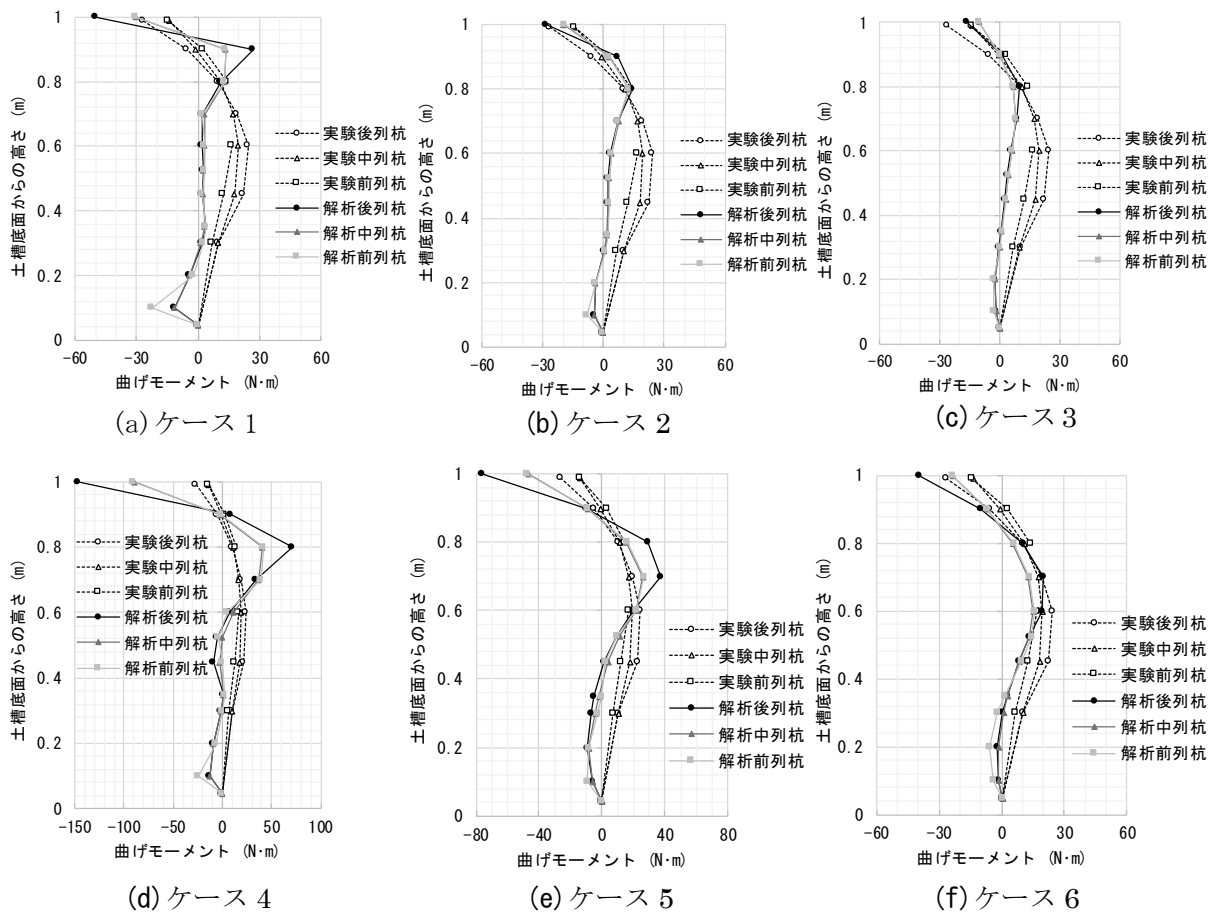 土槽底面からの高さ (m)
1
0.8
0.6
0.4
0.2
0
-60 -30 0 30 60
曲げモーメント (N·m)
実験後列杭
実験中列杭
実験前列杭
解析後列杭
解析中列杭
解析前列杭
(a)ケース1
土槽底面からの高さ (m)
1
0.8
0.6
0.4
0.2
0
-60 -30 0 30 60
曲げモーメント (N·m)
実験後列杭
実験中列杭
実験前列杭
解析後列杭
解析中列杭
解析前列杭
(b)ケース2
土槽底面からの高さ (m)
1
0.8
0.6
0.4
0.2
0
-60 -30 0 30 60
曲げモーメント (N·m)
実験後列杭
実験中列杭
実験前列杭
解析後列杭
解析中列杭
解析前列杭
(c)ケース3
土槽底面からの高さ (m)
1
0.8
0.6
0.4
0.2
0
-150 -100 -50 0 50 100
曲げモーメント (N·m)
実験後列杭
実験中列杭
実験前列杭
解析後列杭
解析中列杭
解析前列杭
(d)ケース4
土槽底面からの高さ (m)
1
0.8
0.6
0.4
0.2
0
-80 -40 0 40 80
曲げモーメント (N·m)
実験後列杭
実験中列杭
実験前列杭
解析後列杭
解析中列杭
解析前列杭
(e)ケース5
土槽底面からの高さ (m)
1
0.8
0.6
0.4
0.2
0
-60 -30 0 30 60
曲げモーメント (N·m)
実験後列杭
実験中列杭
実験前列杭
解析後列杭
解析中列杭
解析前列杭
(f)ケース6